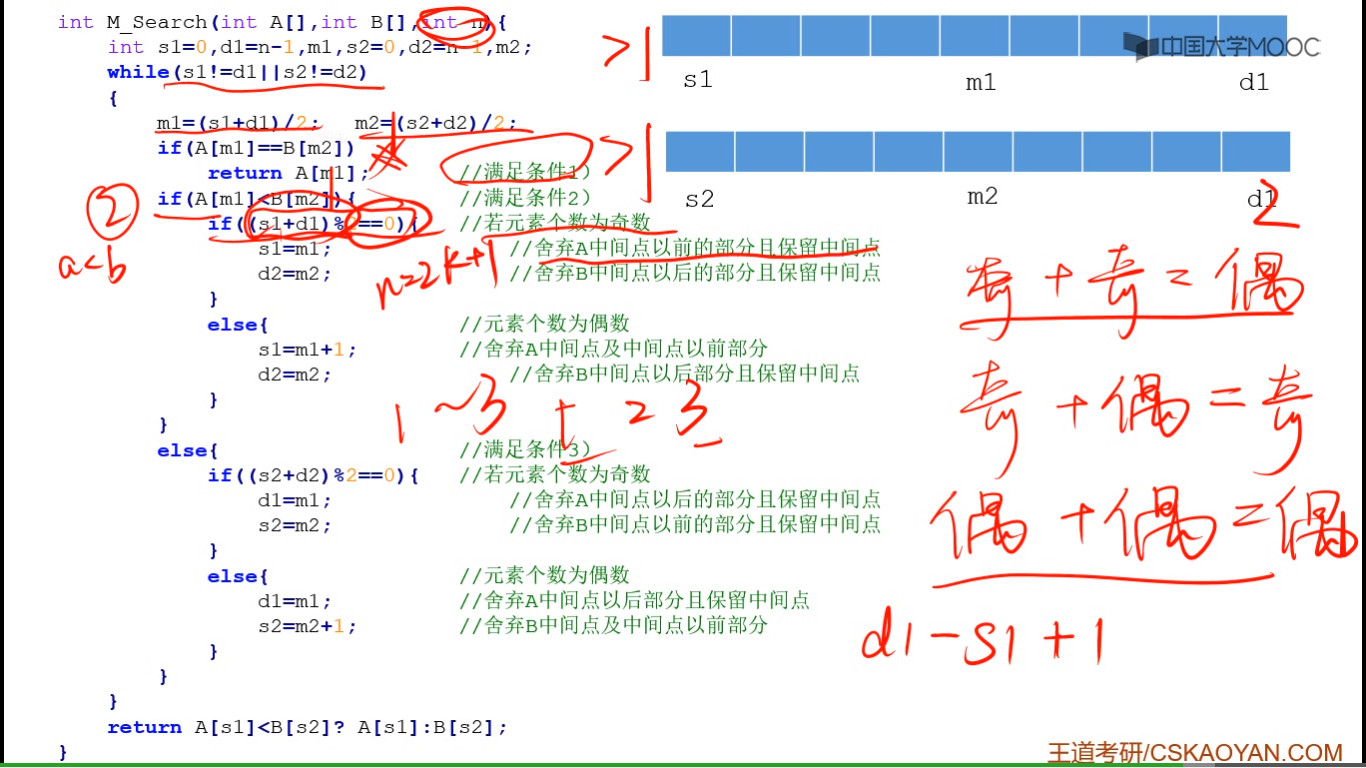 int M_Search(int A[],int B[],int n){
int s1=0,d1=n-1,m1,s2=0,d2=n-1,m2;
while(s1!=d1||s2!=d2)
{
m1=(s1+d1)/2; m2=(s2+d2)/2;
if(A[m1]==B[m2])
return A[m1]; //满足条件1)
if(A[m1]<B[m2]){ //满足条件2)
if((s1+d1)%2==0){ //若元素个数为奇数
s1=m1; //舍弃A中间点以前的部分且保留中间点
d2=m2; //舍弃B中间点以后的部分且保留中间点
}
else{ //元素个数为偶数
s1=m1+1; //舍弃A中间点及中间点以前部分
d2=m2; //舍弃B中间点以后部分且保留中间点
}
}
else{ //满足条件3)
if((s2+d2)%2==0){ //若元素个数为奇数
d1=m1; //舍弃A中间点以后的部分且保留中间点
s2=m2; //舍弃B中间点以前的部分且保留中间点
}
else{ //元素个数为偶数
d1=m1; //舍弃A中间点以后部分且保留中间点
s2=m2+1; //舍弃B中间点及中间点以前部分
}
}
}
return A[s1]<B[s2]? A[s1]:B[s2];
}
②
a<b
n=2k+1
1 ~3 + = 3
>1
中国大学MOOC
s1 m1 d1
>1
s2 m2 d1
2
奇+奇=偶
奇+偶=奇
偶+偶=偶
d1-s1+1
王道考研/CSKAOYAN.COM